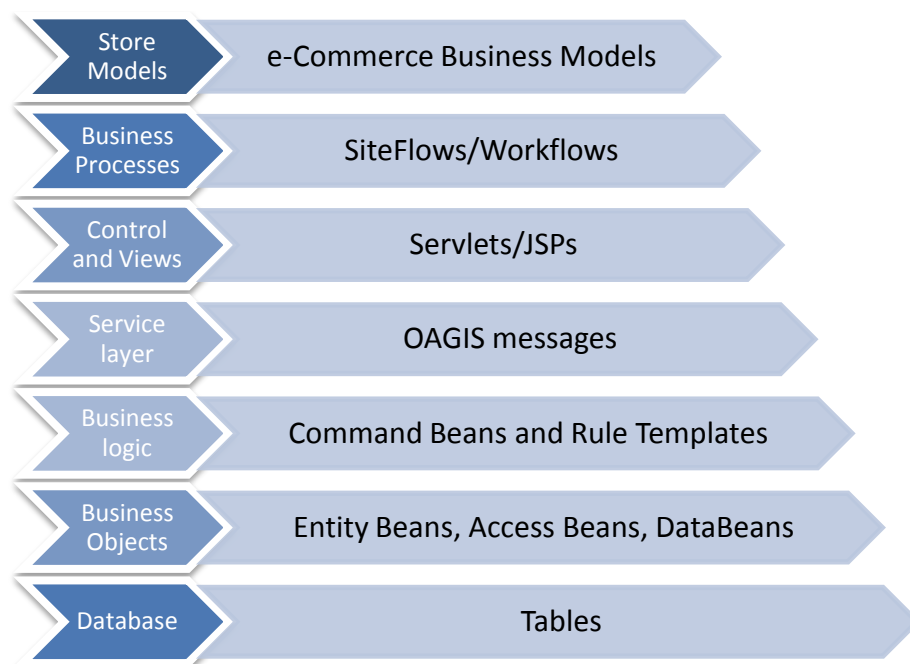 Store
Models
e-Commerce Business Models
Business
Processes
SiteFlows/Workflows
Control
and Views
Servlets/JSPs
Service
layer
OAGIS messages
Business
logic
Command Beans and Rule Templates
Business
Objects
Entity Beans, Access Beans, DataBeans
Database
Tables